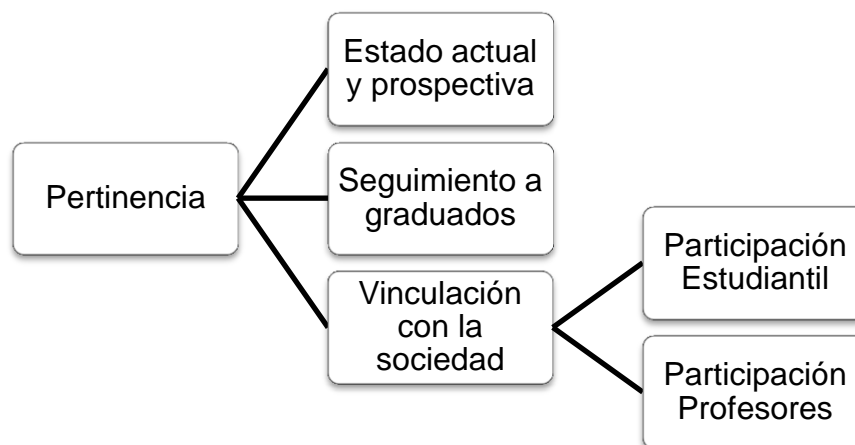 Pertinencia
Estado actual
y prospectiva
Seguimiento a
graduados
Vinculación
con la
sociedad
Participación
Estudiantil
Participación
Profesores